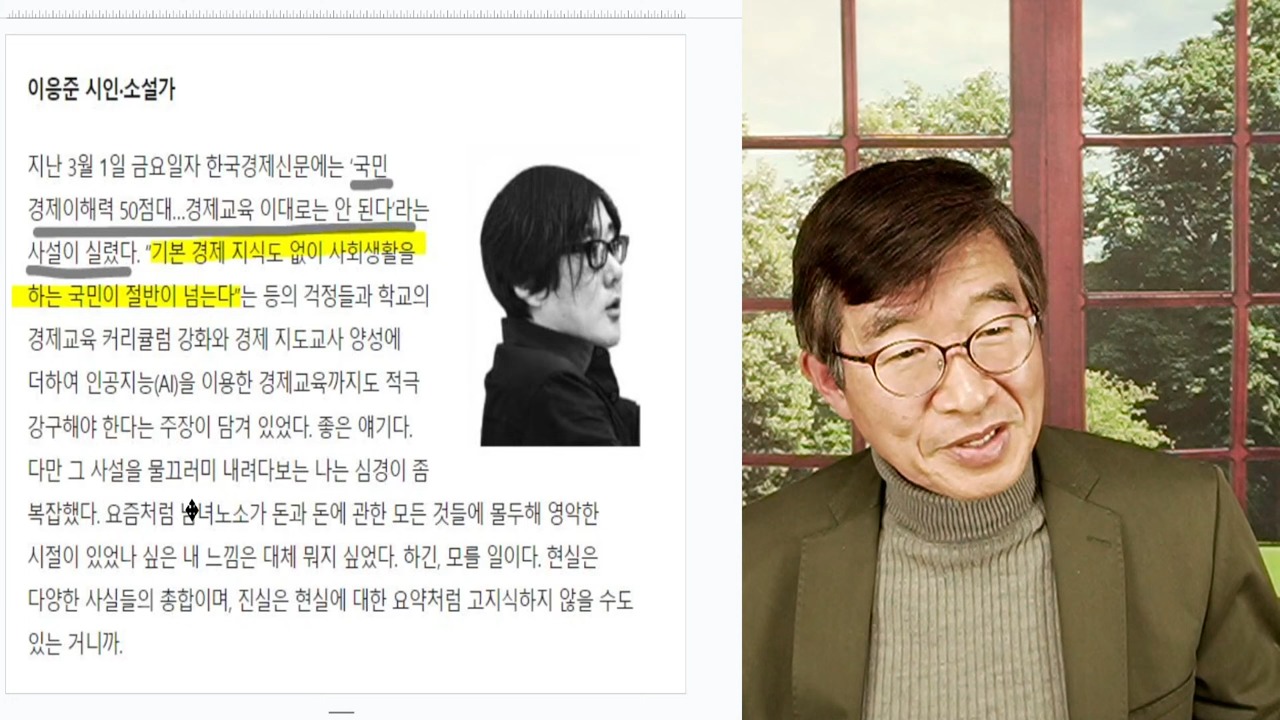 이응준 시인·소설가
지난 3월 1일 금요일자 한국경제신문에는 '국민
경제이해력 50점대...경제교육 이대로는 안 된다'라는
사설이 실렸다. "기본 경제 지식도 없이 사회생활을
하는 국민이 절반이 넘는다"는 등의 걱정들과 학교의
경제교육 커리큘럼 강화와 경제 지도교사 양성에
더하여 인공지능(AI)을 이용한 경제교육까지도 적극
강구해야 한다는 주장이 담겨 있었다. 좋은 얘기다.
다만 그 사설을 물끄러미 내려다보는 나는 심경이 좀
복잡했다. 요즘처럼 남녀노소가 돈과 돈에 관한 모든 것들에 몰두해 영악한
시절이 있었나 싶은 내 느낌은 대체 뭐지 싶었다. 하긴, 모를 일이다. 현실은
다양한 사실들의 총합이며, 진실은 현실에 대한 요약처럼 고지식하지 않을 수도
있는 거니까.